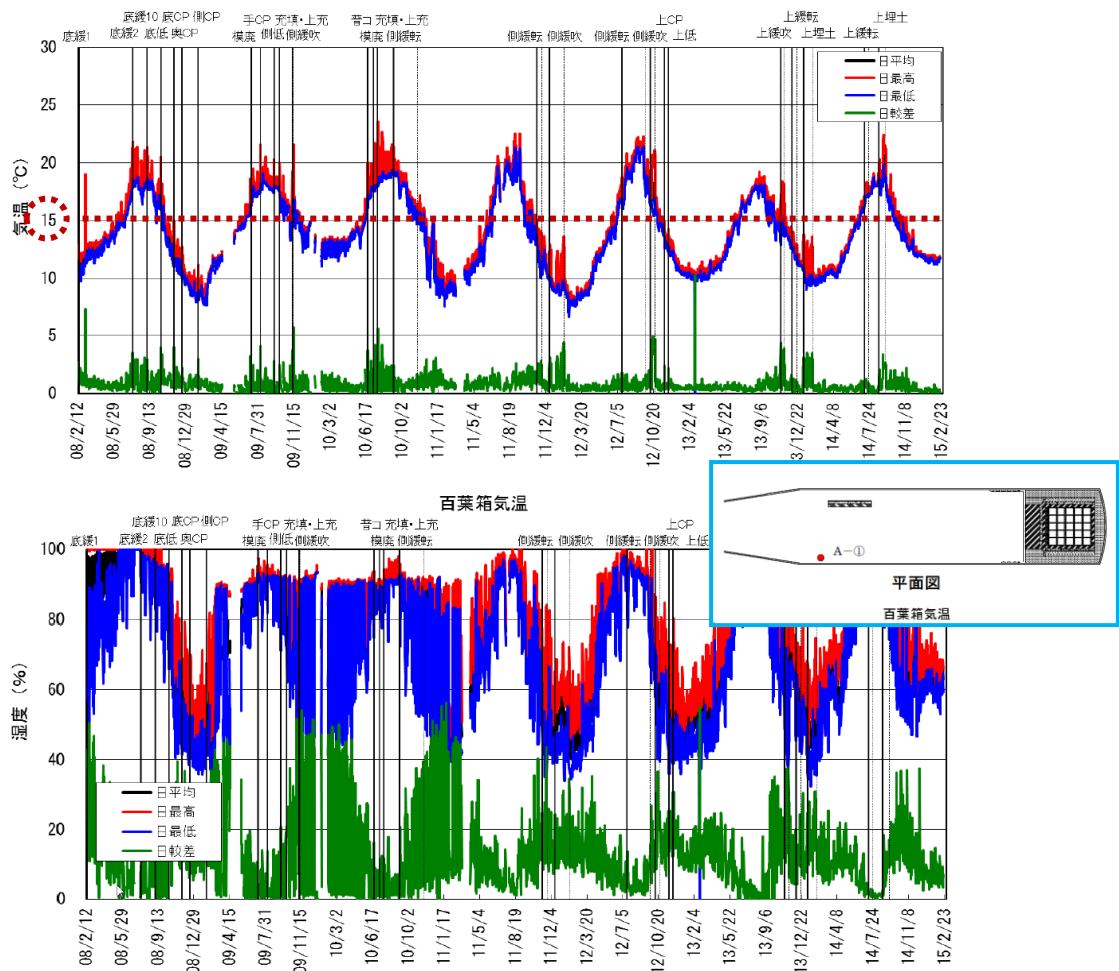 底緩10 底CP 側CP
手CP 充填・上充
昔コ 充填・上充
上CP
上緩転
上埋土
底緩1
底緩2 底低 奥CP
模廃 側低 側緩吹
模廃 側緩転
側緩転 側緩吹
側緩転 側緩吹
上低
上緩吹 上埋土
上緩転
気温 (℃)
30
25
20
15
10
5
0
日平均
日最高
日最低
日較差
08/2/12
08/5/29
08/9/13
08/12/29
09/4/15
09/7/31
09/11/15
10/3/2
10/6/17
10/10/2
11/1/17
11/5/4
11/8/19
11/12/4
12/3/20
12/7/5
12/10/20
13/2/4
13/5/22
13/9/6
13/12/22
14/4/8
14/7/24
14/11/8
15/2/23
百葉箱気温
底緩10 底CP 側CP
手CP 充填・上充
昔コ 充填・上充
上CP
底緩1
底緩2 底低
奥CP
模廃 側低
側緩吹
模廃 側緩転
側緩転 側緩吹
側緩転 側緩吹
上低
湿度 (%)
100
80
60
40
20
0
日平均
日最高
日最低
日較差
08/2/12
08/5/29
08/9/13
08/12/29
09/4/15
09/7/31
09/11/15
10/3/2
10/6/17
10/10/2
11/1/17
11/5/4
11/8/19
11/12/4
12/3/20
12/7/5
12/10/20
13/2/4
13/5/22
13/9/6
13/12/22
14/4/8
14/7/24
14/11/8
15/2/23
A-①
平面図
百葉箱気温